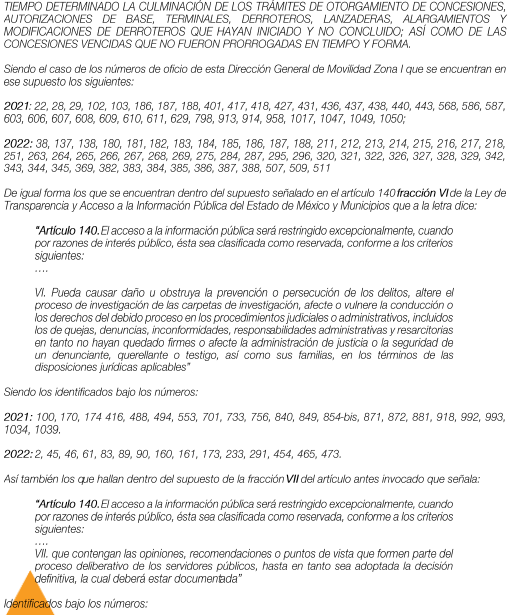 TIEMPO DETERMINADO LA CULMINACIÓN DE LOS TRÁMITES DE OTORGAMIENTO DE CONCESIONES,
AUTORIZACIONES DE BASE, TERMINALES, DERROTEROS, LANZADERAS, ALARGAMIENTOS Y
MODIFICACIONES DE DERROTEROS QUE HAYAN INICIADO Y NO CONCLUIDO; ASÍ COMO DE LAS
CONCESIONES VENCIDAS QUE NO FUERON PRORROGADAS EN TIEMPO Y FORMA.
Siendo el caso de los números de oficio de esta Dirección General de Movilidad Zona I que se encuentran en
ese supuesto los siguientes:
2021: 22, 28, 29, 102, 103, 186, 187, 188, 401, 417, 418, 427, 431, 436, 437, 438, 440, 443, 568, 586, 587,
603, 606, 607, 608, 609, 610, 611, 629, 798, 913, 914, 958, 1017, 1047, 1049, 1050;
2022: 38, 137, 138, 180, 181, 182, 183, 184, 185, 186, 187, 188, 211, 212, 213, 214, 215, 216, 217, 218,
251, 263, 264, 265, 266, 267, 268, 269, 275, 284, 287, 295, 296, 320, 321, 322, 326, 327, 328, 329, 342,
343, 344, 345, 369, 382, 383, 384, 385, 386, 387, 388, 507, 509, 511
De igual forma los que se encuentran dentro del supuesto señalado en el artículo 140 fracción VI de la Ley de
Transparencia y Acceso a la Información Pública del Estado de México y Municipios que a la letra dice:
"Artículo 140. El acceso a la información pública será restringido excepcionalmente, cuando
por razones de interés público, ésta sea clasificada como reservada, conforme a los criterios
siguientes:
….
VI. Pueda causar daño u obstruya la prevención o persecución de los delitos, altere el
proceso de investigación de las carpetas de investigación, afecte o vulnere la conducción o
los derechos del debido proceso en los procedimientos judiciales o administrativos, incluidos
los de quejas, denuncias, inconformidades, responsabilidades administrativas y resarcitorias
en tanto no hayan quedado firmes o afecte la administración de justicia o la seguridad de
un denunciante, querellante o testigo, así como sus familias, en los términos de las
disposiciones jurídicas aplicables"
Siendo los identificados bajo los números:
2021: 100, 170, 174 416, 488, 494, 553, 701, 733, 756, 840, 849, 854-bis, 871, 872, 881, 918, 992, 993,
1034, 1039.
2022: 2, 45, 46, 61, 83, 89, 90, 160, 161, 173, 233, 291, 454, 465, 473.
Así también los que hallan dentro del supuesto de la fracción VII del artículo antes invocado que señala:
"Artículo 140. El acceso a la información pública será restringido excepcionalmente, cuando
por razones de interés público, ésta sea clasificada como reservada, conforme a los criterios
siguientes:
….
VII. que contengan las opiniones, recomendaciones o puntos de vista que formen parte del
proceso deliberativo de los servidores públicos, hasta en tanto sea adoptada la decisión
definitiva, la cual deberá estar documentada"
Identificados bajo los números: